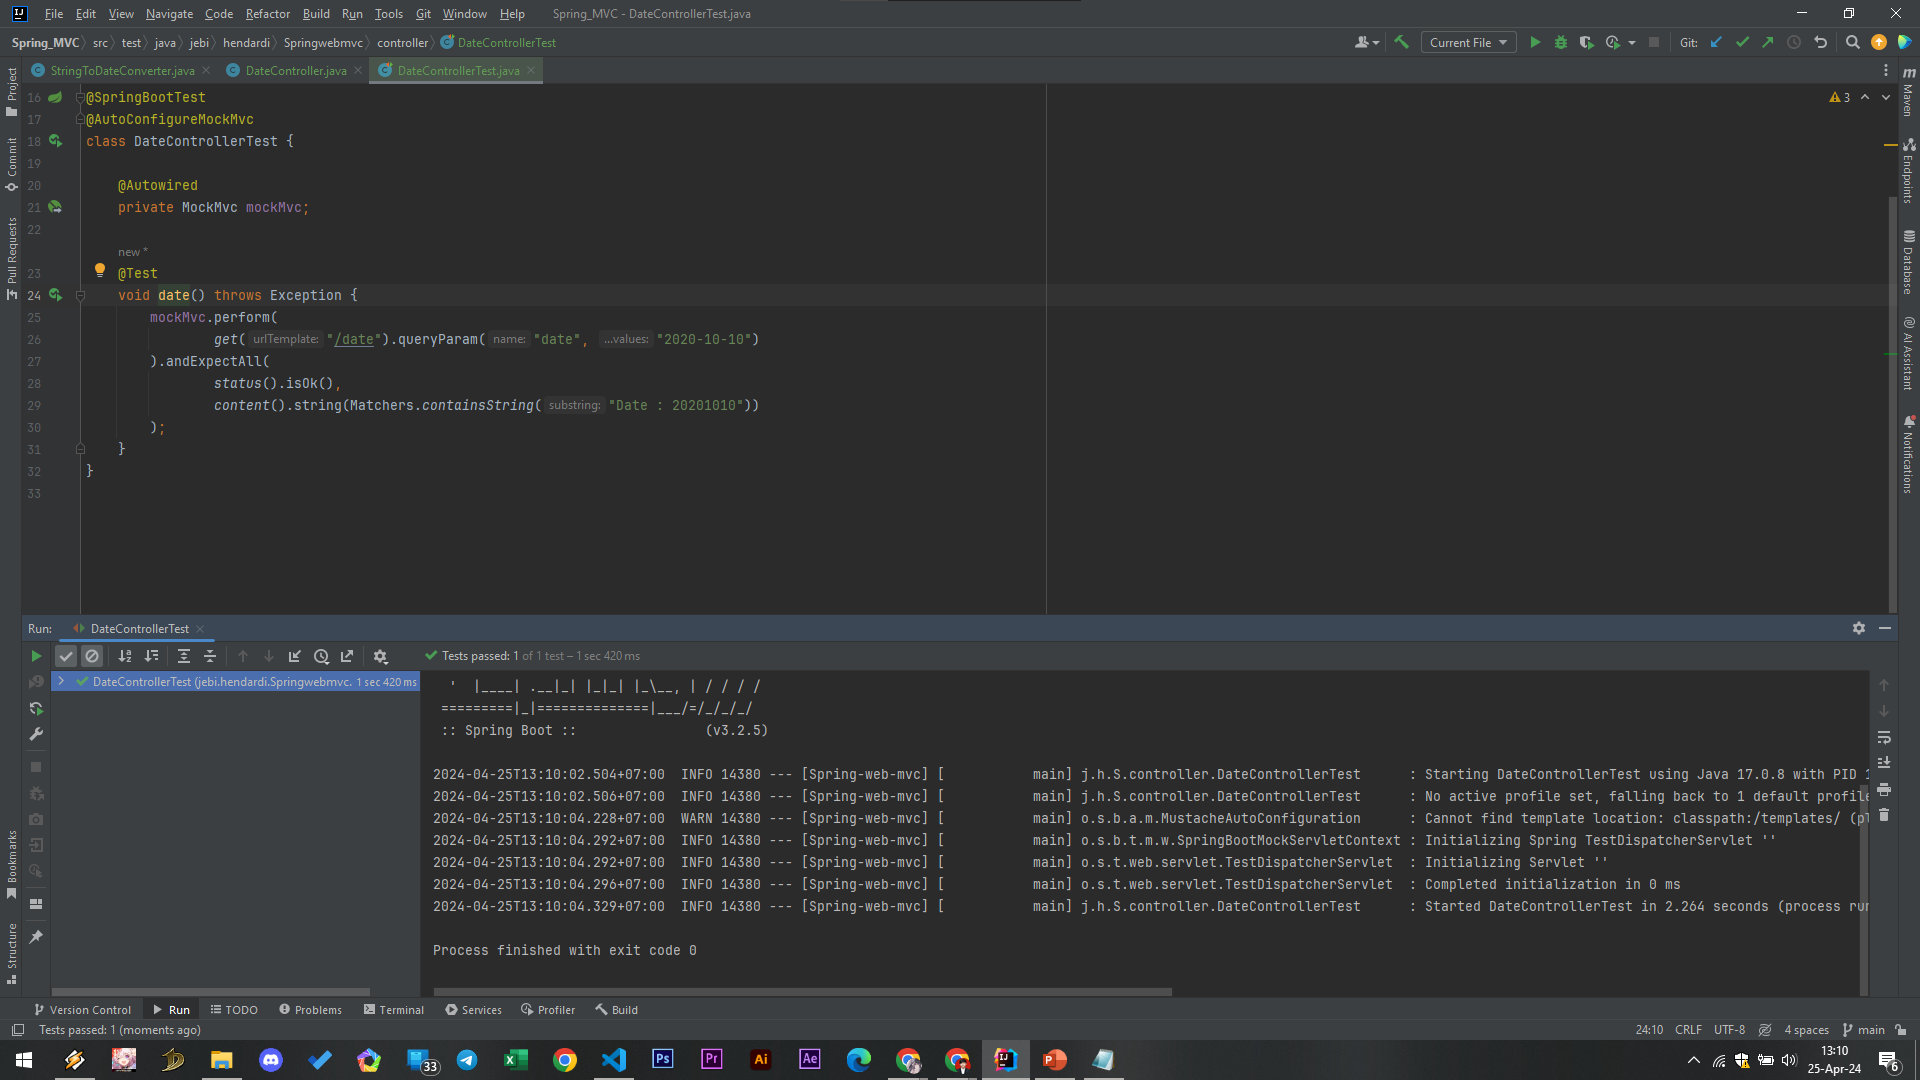 File Edit View Navigate Code Refactor Build Run Tools Git Window Help Spring_MVC - DateControllerTest.java
Spring_MVC src test java jebi hendardi Springwebmvc controller DateControllerTest Current File Git:
StringToDateConverter.java DateController.java DateControllerTest.java
Project
Commit
Pull Requests
Bookmarks
Structure
16 @SpringBootTest
17 @AutoConfigureMockMvc
18 class DateControllerTest {
19
20 @Autowired
21 private MockMvc mockMvc;
22
new *
23 @Test
24 void date() throws Exception {
25 mockMvc.perform(
26 get( urlTemplate: "/date").queryParam( name: "date", ...values: "2020-10-10")
27 ).andExpectAll(
28 status().isOk(),
29 content().string(Matchers.containsString( substring: "Date : 20201010"))
30 );
31 }
32 }
33
3
m
Maven
Endpoints
Database
AI Assistant
Notifications
Run: DateControllerTest
Tests passed: 1 of 1 test – 1 sec 420 ms
DateControllerTest (jebi.hendardi.Springwebmvc. 1 sec 420 ms
' |____| .__|_| |_|_| |_\__, | / / / /
=========|_|==============|___/=/_/_/_/
:: Spring Boot :: (v3.2.5)
2024-04-25T13:10:02.504+07:00 INFO 14380 --- [Spring-web-mvc] [ main] j.h.S.controller.DateControllerTest : Starting DateControllerTest using Java 17.0.8 with PID 1
2024-04-25T13:10:02.506+07:00 INFO 14380 --- [Spring-web-mvc] [ main] j.h.S.controller.DateControllerTest : No active profile set, falling back to 1 default profile
2024-04-25T13:10:04.228+07:00 WARN 14380 --- [Spring-web-mvc] [ main] o.s.b.a.m.MustacheAutoConfiguration : Cannot find template location: classpath:/templates/ (pl
2024-04-25T13:10:04.292+07:00 INFO 14380 --- [Spring-web-mvc] [ main] o.s.b.t.m.w.SpringBootMockServletContext : Initializing Spring TestDispatcherServlet ''
2024-04-25T13:10:04.292+07:00 INFO 14380 --- [Spring-web-mvc] [ main] o.s.t.web.servlet.TestDispatcherServlet : Initializing Servlet ''
2024-04-25T13:10:04.296+07:00 INFO 14380 --- [Spring-web-mvc] [ main] o.s.t.web.servlet.TestDispatcherServlet : Completed initialization in 0 ms
2024-04-25T13:10:04.329+07:00 INFO 14380 --- [Spring-web-mvc] [ main] j.h.S.controller.DateControllerTest : Started DateControllerTest in 2.264 seconds (process run
Process finished with exit code 0
Version Control Run TODO Problems Terminal Services Profiler Build
Tests passed: 1 (moments ago) 24:10 CRLF UTF-8 4 spaces main
33 Ps Pr Ai Ae
13:10
25-Apr-24
6